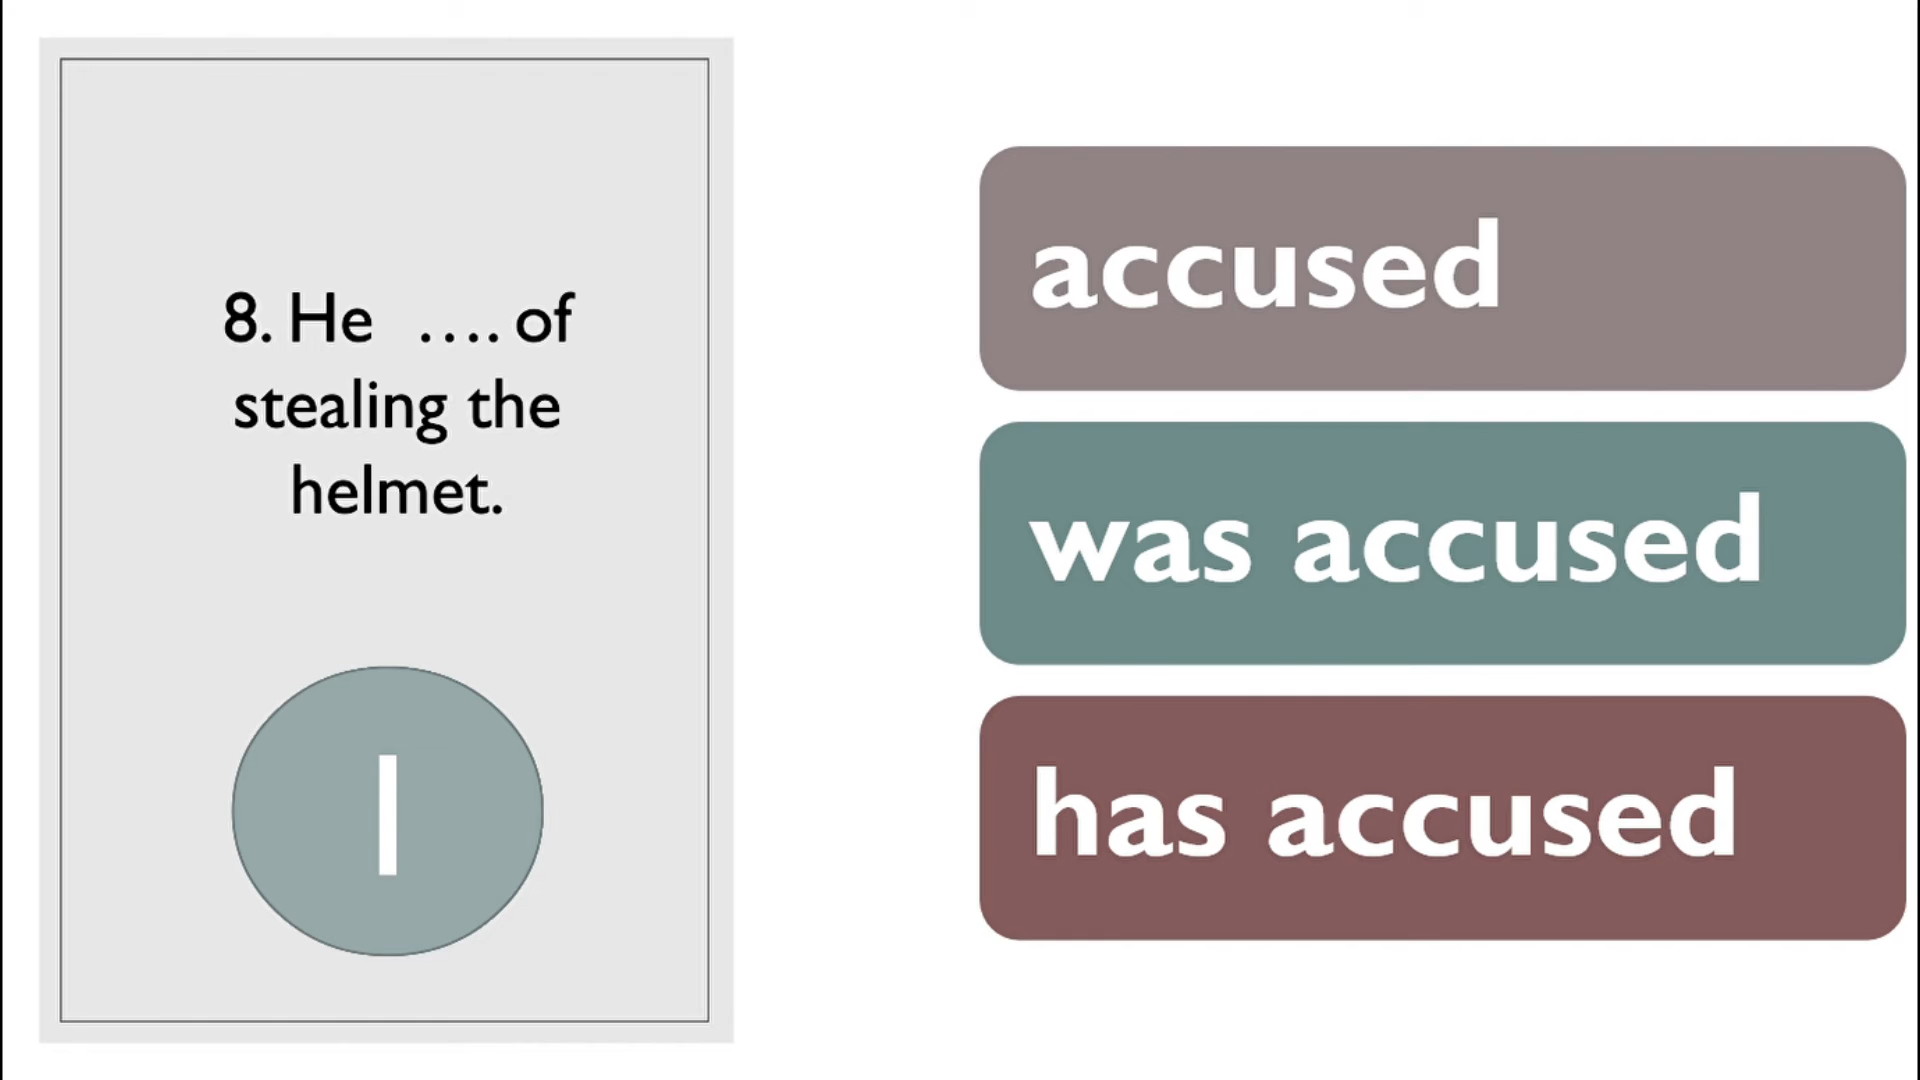 8. He …. of
stealing the
helmet.
1
accused
was accused
has accused